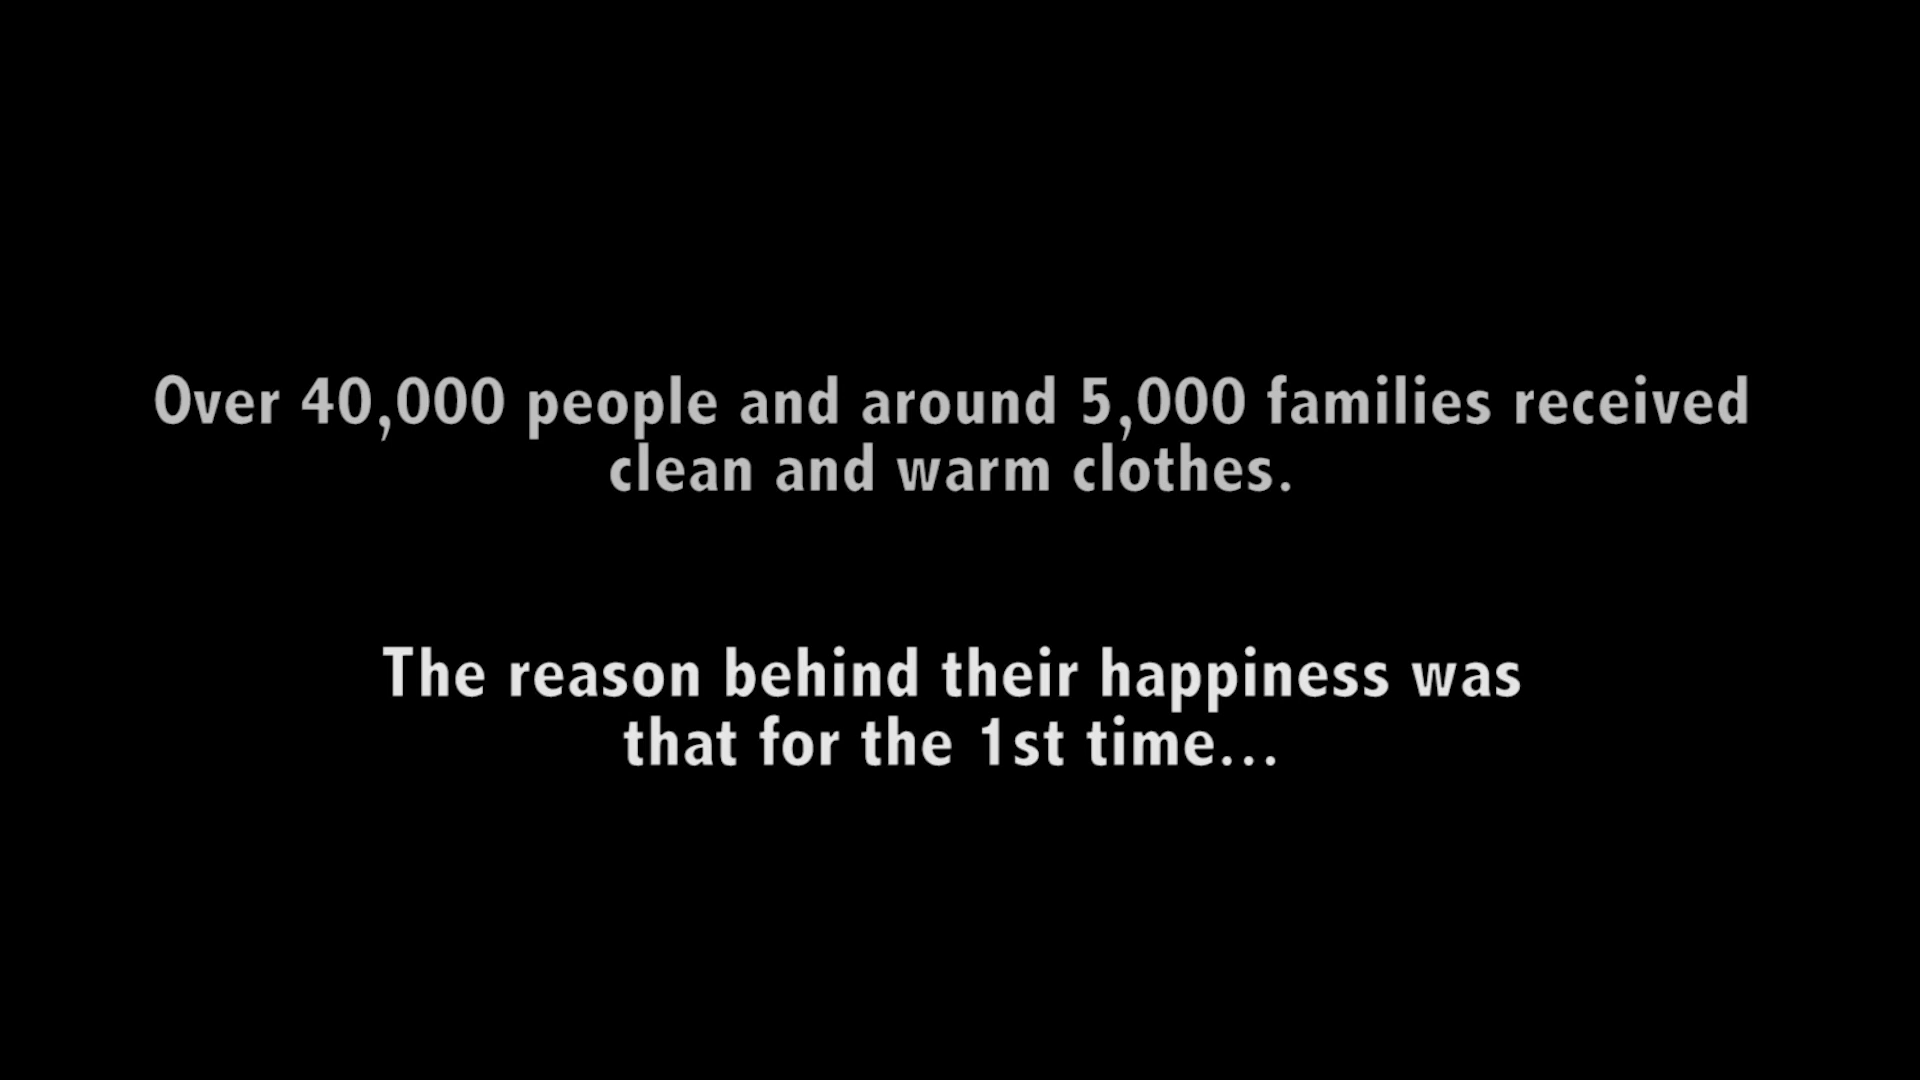 Over 40,000 people and around 5,000 families received
clean and warm clothes.
The reason behind their happiness was
that for the 1st time...